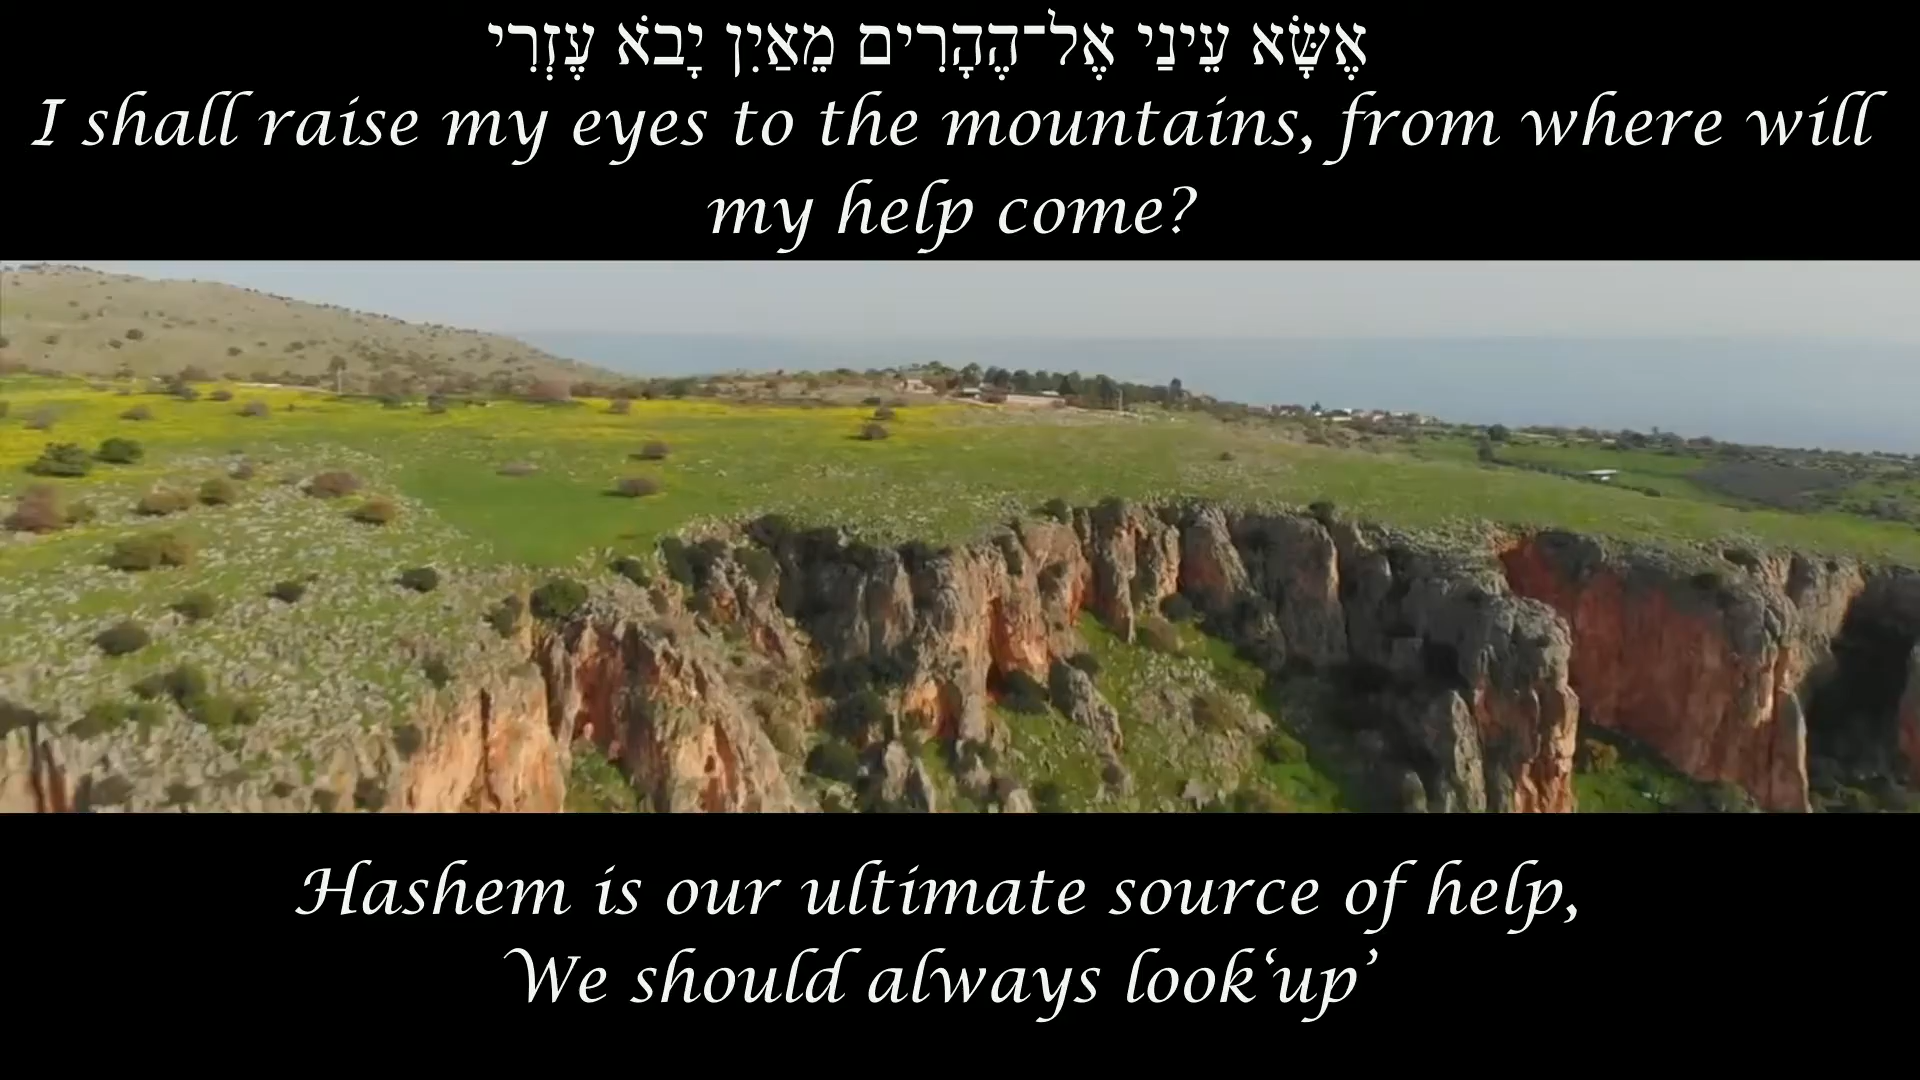 אֶשָּׂא עֵינַי אֶל־הֶהָרִים מֵאַיִן יָבֹא עֶזְרִי
I shall raise my eyes to the mountains, from where will
my help come?
Hashem is our ultimate source of help,
We should always look‘up’